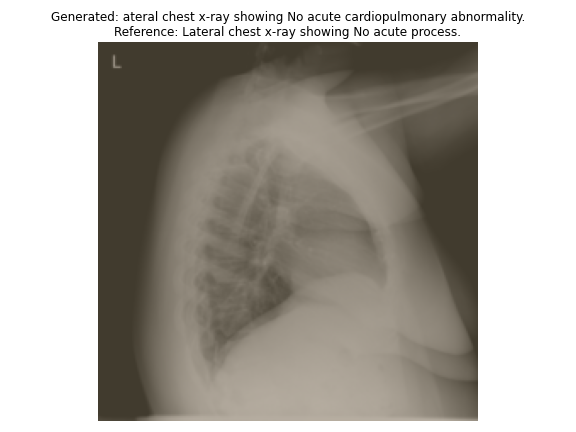 Generated: ateral chest x-ray showing No acute cardiopulmonary abnormality.
Reference: Lateral chest x-ray showing No acute process.
L